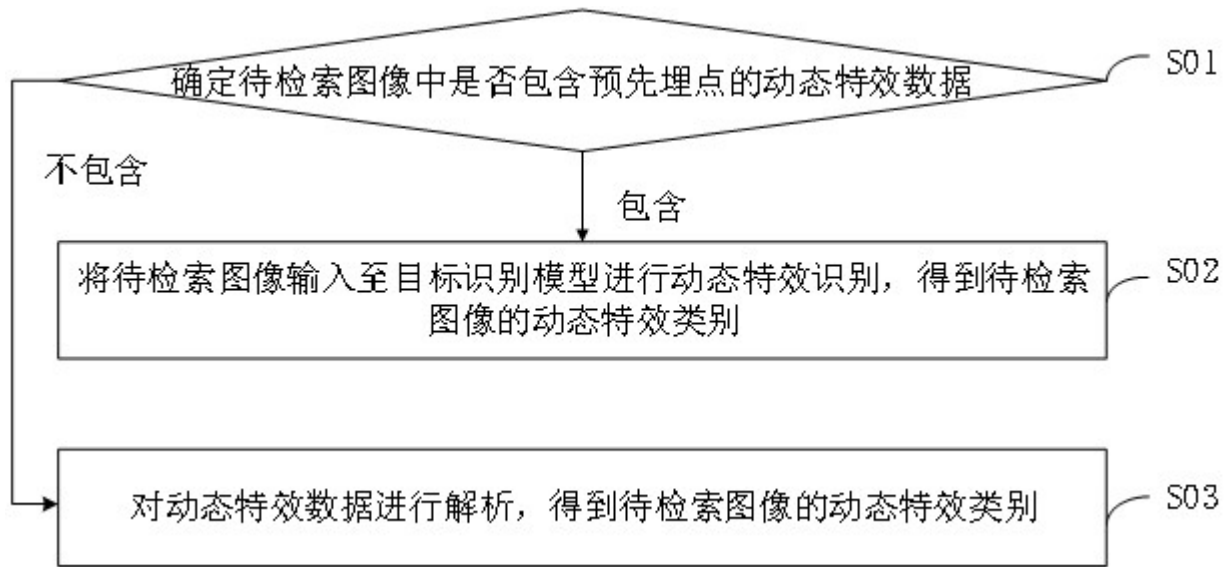 确定待检索图像中是否包含预先埋点的动态特效数据
S01
不包含
包含
将待检索图像输入至目标识别模型进行动态特效识别，得到待检索
图像的动态特效类别
S02
对动态特效数据进行解析，得到待检索图像的动态特效类别
S03